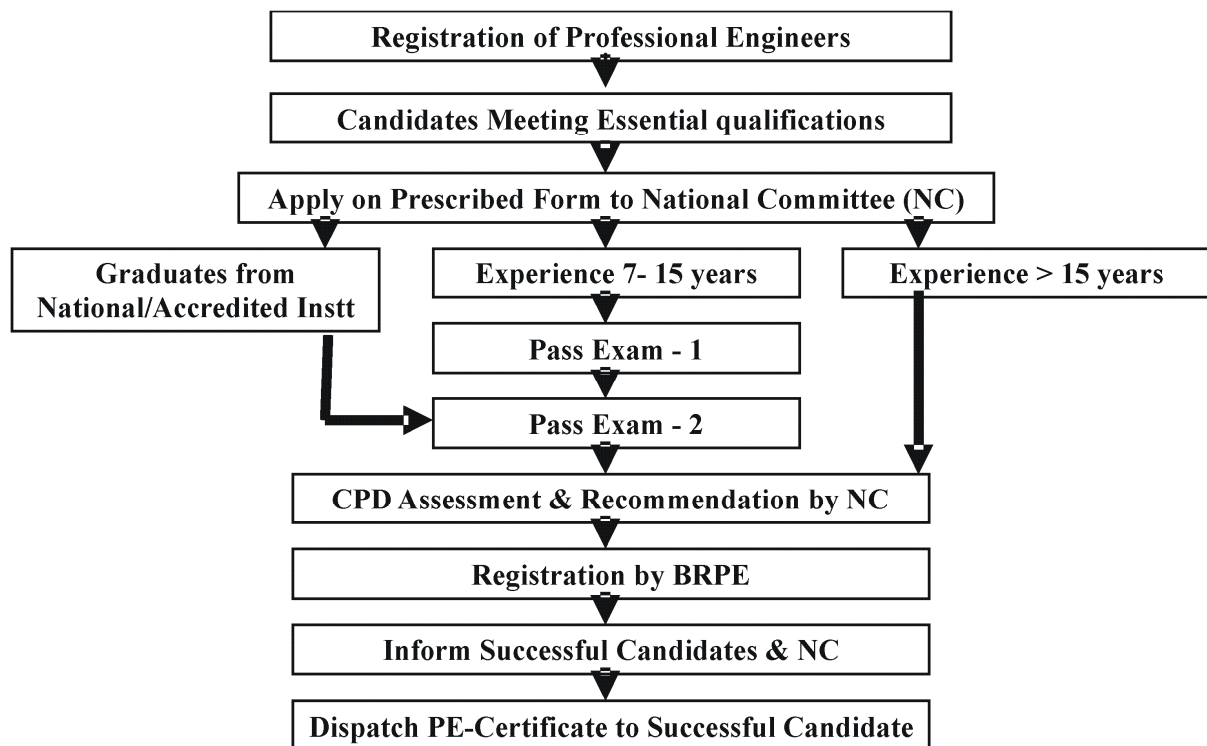 Registration of Professional Engineers
Candidates Meeting Essential qualifications
Apply on Prescribed Form to National Committee (NC)
Graduates from
National/Accredited Instt
Experience 7- 15 years
Experience > 15 years
Pass Exam - 1
Pass Exam - 2
CPD Assessment & Recommendation by NC
Registration by BRPE
Inform Successful Candidates & NC
Dispatch PE-Certificate to Successful Candidate